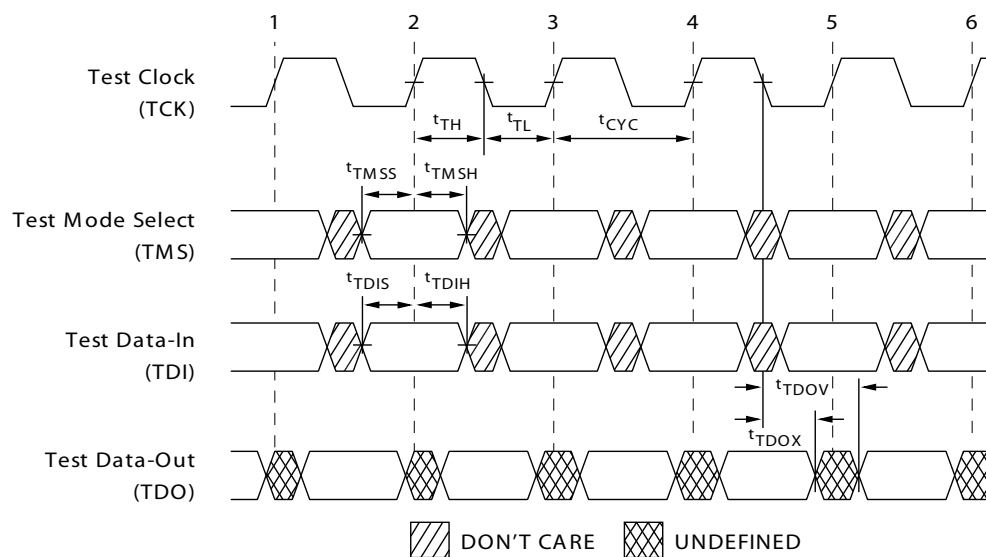 1 2 3 4 5 6
Test Clock
(TCK)
tTH tTL tCYC
tTMSS tTMSH
Test Mode Select
(TMS)
tTDIS tTDIH
Test Data-In
(TDI)
tTDOV
tTDOX
Test Data-Out
(TDO)
DON'T CARE UNDEFINED